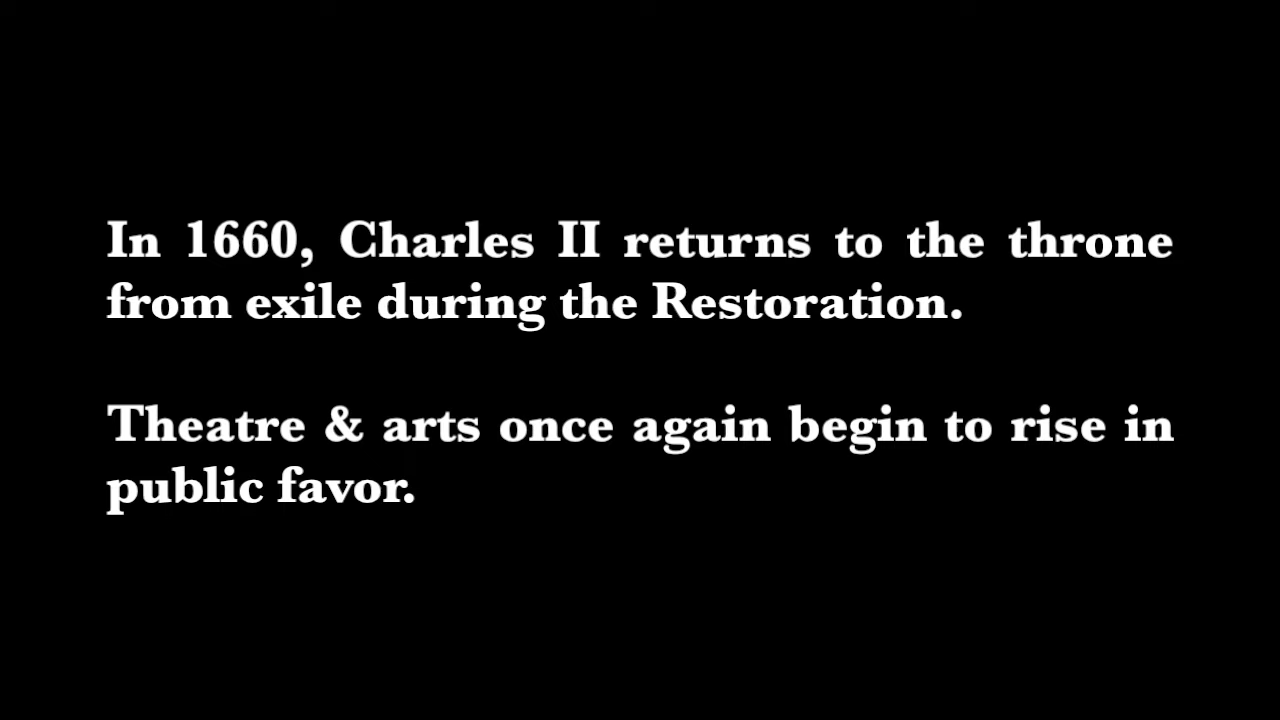 In 1660, Charles II returns to the throne
from exile during the Restoration.
Theatre & arts once again begin to rise in
public favor.